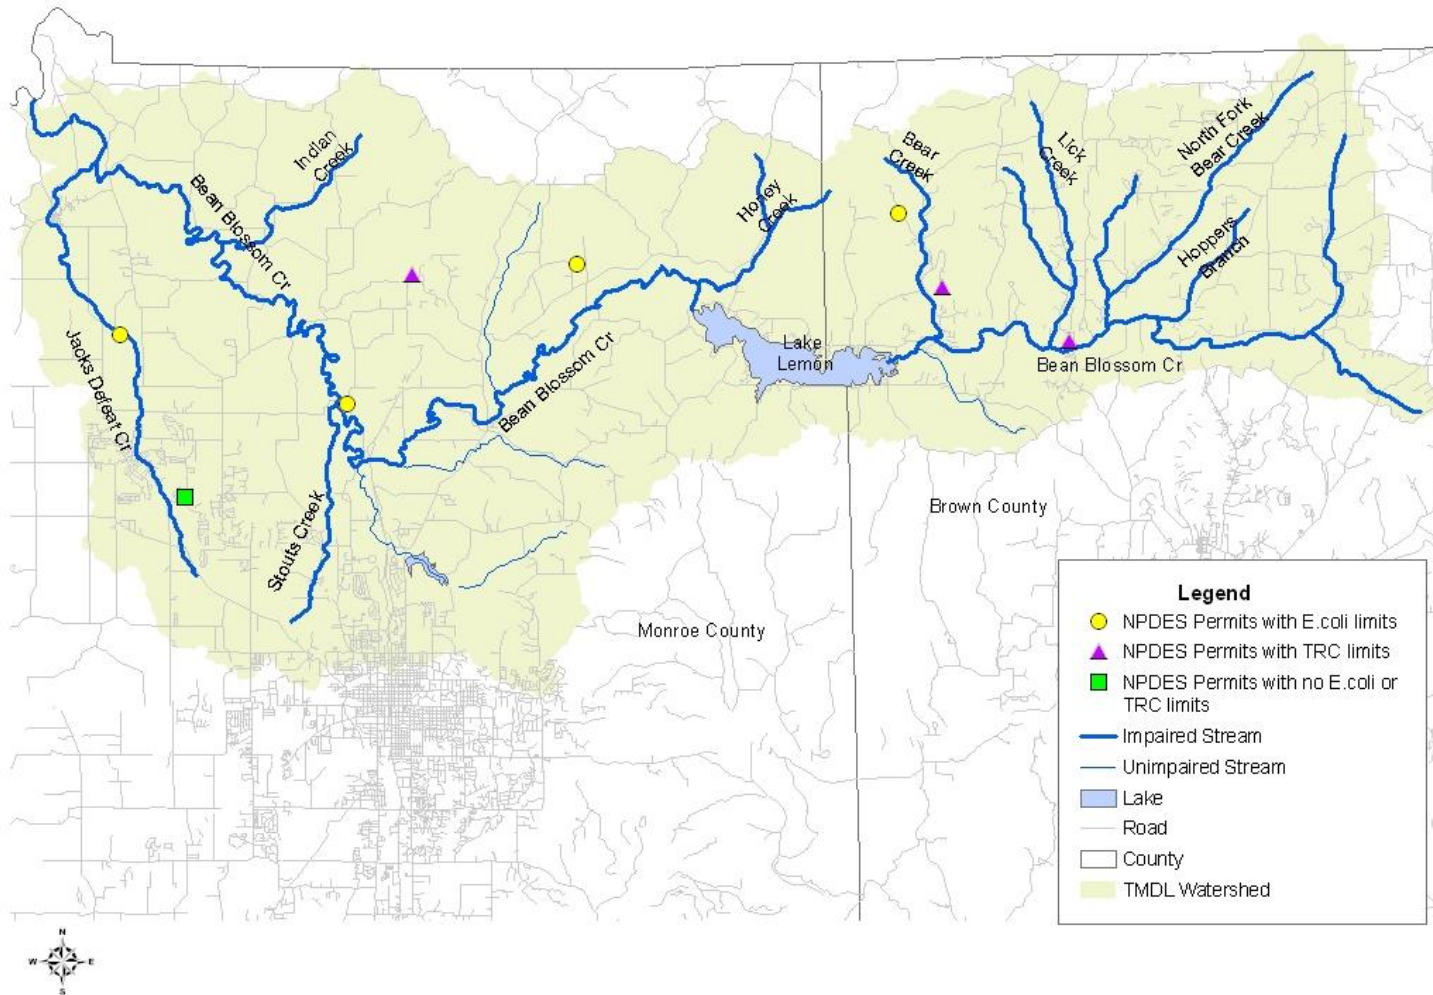 Indian
Creek
Bean Blossom Cr
Honey
Creek
Bear
Creek
Lick
Creek
North Fork
Bear Creek
Hoppers
Branch
Jacks Defeat Cr
Bean Blossom Cr
Lake
Lemon
Bean Blossom Cr
Stouts Creek
Brown County
Monroe County
Legend
NPDES Permits with E.coli limits
NPDES Permits with TRC limits
NPDES Permits with no E.coli or
TRC limits
Impaired Stream
Unimpaired Stream
Lake
Road
County
TMDL Watershed
N
W E
S